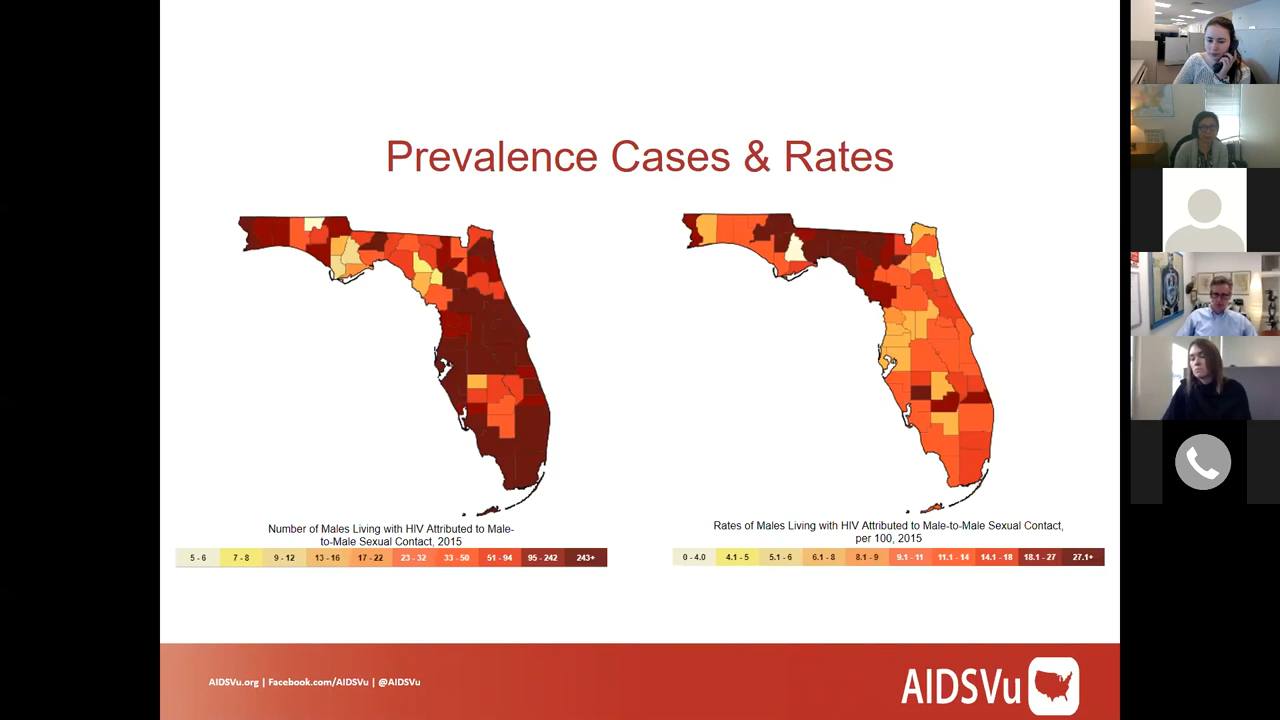 Prevalence Cases & Rates
Number of Males Living with HIV Attributed to Male-
to-Male Sexual Contact, 2015
5 - 6 7 - 8 9 - 12 13 - 16 17 - 22 23 - 32 33 - 50 51 - 94 95 - 242 243+
Rates of Males Living with HIV Attributed to Male-to-Male Sexual Contact,
per 100, 2015
0 - 4.0 4.1 - 5 5.1 - 6 6.1 - 8 8.1 - 9 9.1 - 11 11.1 - 14 14.1 - 18 18.1 - 27 27.1+
AIDSVu.org | Facebook.com/AIDSVu | @AIDSVu
AIDSVu